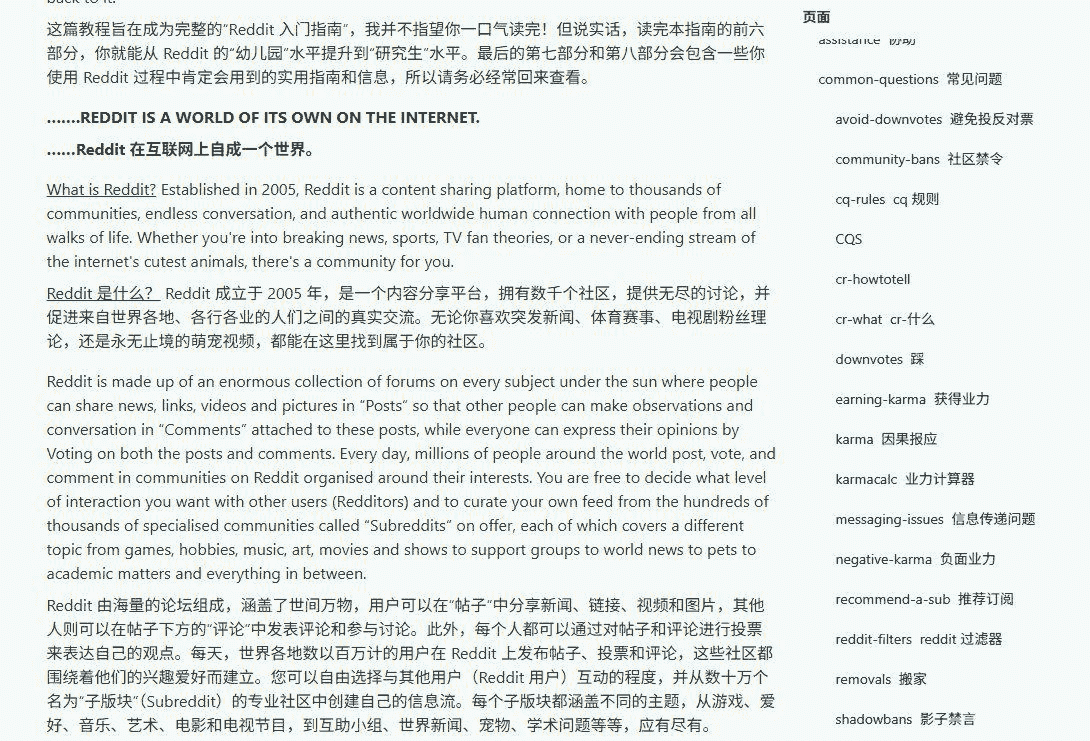 back to it.
这篇教程旨在成为完整的“Reddit 入门指南”，我并不指望你一口气读完！但说实话，读完本指南的前六
部分，你就能从 Reddit 的“幼儿园”水平提升到“研究生”水平。最后的第七部分和第八部分会包含一些你
使用 Reddit 过程中肯定会用到的实用指南和信息，所以请务必经常回来查看。
.......REDDIT IS A WORLD OF ITS OWN ON THE INTERNET.
......Reddit 在互联网上自成一个世界。
What is Reddit? Established in 2005, Reddit is a content sharing platform, home to thousands of
communities, endless conversation, and authentic worldwide human connection with people from all
walks of life. Whether you're into breaking news, sports, TV fan theories, or a never-ending stream of
the internet's cutest animals, there's a community for you.
Reddit 是什么？ Reddit 成立于 2005 年，是一个内容分享平台，拥有数千个社区，提供无尽的讨论，并
促进来自世界各地、各行各业的人们之间的真实交流。无论你喜欢突发新闻、体育赛事、电视剧粉丝理
论，还是永无止境的萌宠视频，都能在这里找到属于你的社区。
Reddit is made up of an enormous collection of forums on every subject under the sun where people
can share news, links, videos and pictures in “Posts” so that other people can make observations and
conversation in “Comments” attached to these posts, while everyone can express their opinions by
Voting on both the posts and comments. Every day, millions of people around the world post, vote, and
comment in communities on Reddit organised around their interests. You are free to decide what level
of interaction you want with other users (Redditors) and to curate your own feed from the hundreds of
thousands of specialised communities called “Subreddits” on offer, each of which covers a different
topic from games, hobbies, music, art, movies and shows to support groups to world news to pets to
academic matters and everything in between.
Reddit 由海量的论坛组成，涵盖了世间万物，用户可以在“帖子”中分享新闻、链接、视频和图片，其他
人则可以在帖子下方的“评论”中发表评论和参与讨论。此外，每个人都可以通过对帖子和评论进行投票
来表达自己的观点。每天，世界各地数以百万计的用户在 Reddit 上发布帖子、投票和评论，这些社区都
围绕着他们的兴趣爱好而建立。您可以自由选择与其他用户（Reddit 用户）互动的程度，并从数十万个
名为“子版块”（Subreddit）的专业社区中创建自己的信息流。每个子版块都涵盖不同的主题，从游戏、爱
好、音乐、艺术、电影和电视节目，到互助小组、世界新闻、宠物、学术问题等等，应有尽有。
页面
assistance 协助
common-questions 常见问题
avoid-downvotes 避免投反对票
community-bans 社区禁令
cq-rules cq 规则
CQS
cr-howtotell
cr-what cr-什么
downvotes 踩
earning-karma 获得业力
karma 因果报应
karmacalc 业力计算器
messaging-issues 信息传递问题
negative-karma 负面业力
recommend-a-sub 推荐订阅
reddit-filters reddit 过滤器
removals 搬家
shadowbans 影子禁言